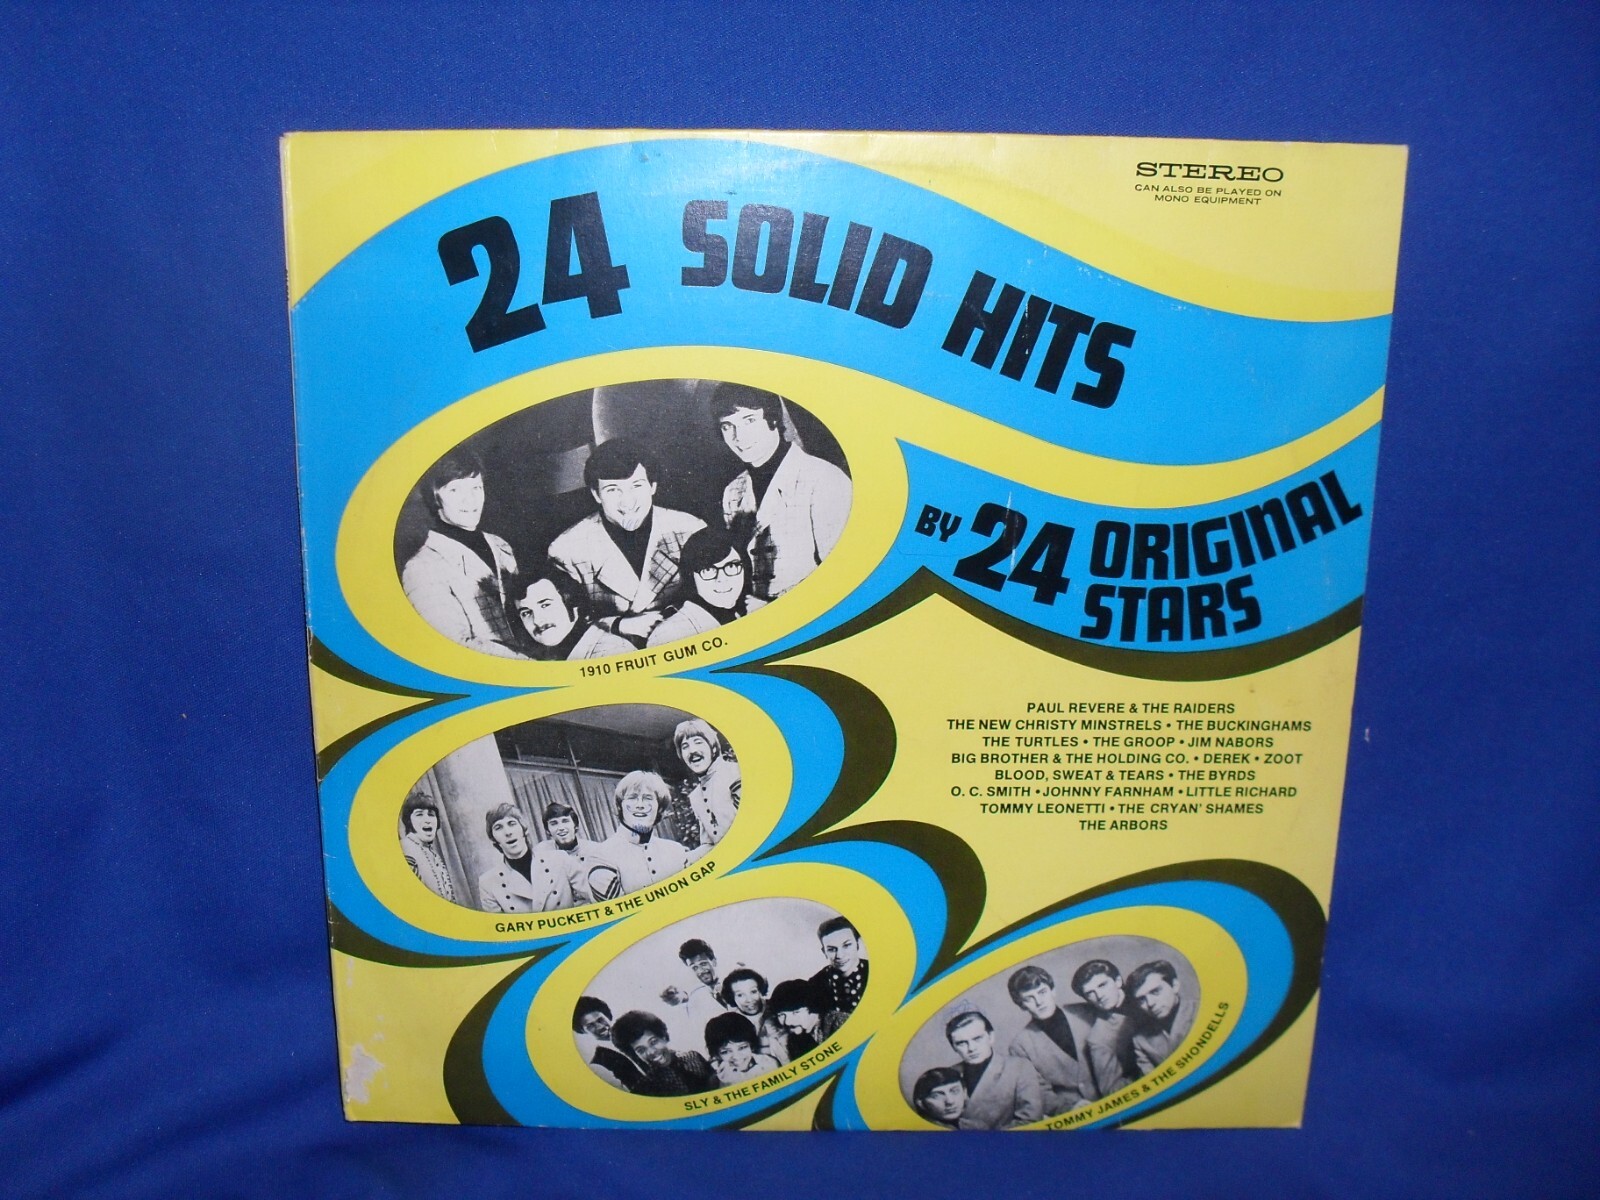 STEREO
CAN ALSO BE PLAYED ON
MONO EQUIPMENT
24 SOLID HITS
BY 24 ORIGINAL
STARS
1910 FRUIT GUM CO.
PAUL REVERE & THE RAIDERS
THE NEW CHRISTY MINSTRELS • THE BUCKINGHAMS
THE TURTLES • THE GROOP • JIM NABORS
BIG BROTHER & THE HOLDING CO. • DEREK • ZOOT
BLOOD, SWEAT & TEARS • THE BYRDS
O. C. SMITH • JOHNNY FARNHAM • LITTLE RICHARD
TOMMY LEONETTI • THE CRYAN' SHAMES
THE ARBORS
GARY PUCKETT & THE UNION GAP
SLY & THE FAMILY STONE
TOMMY JAMES & THE SHONDELLS